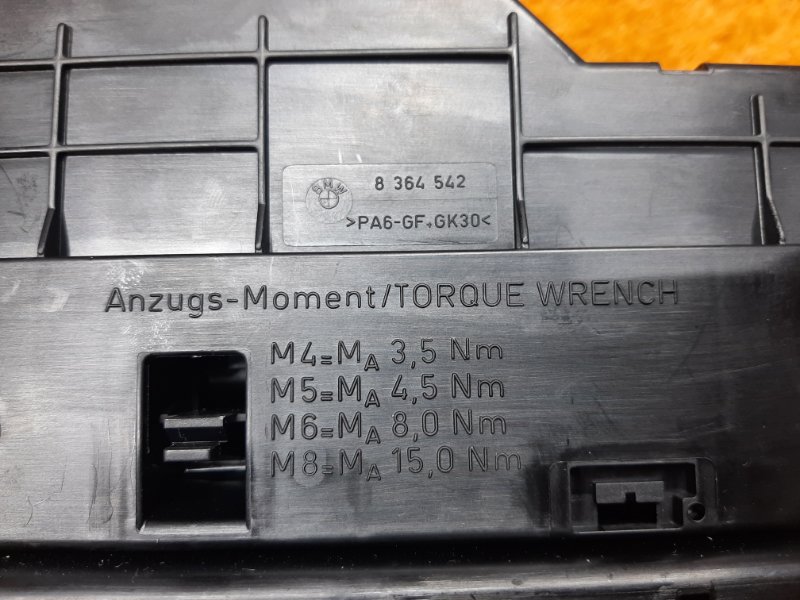 BMW
8 364 542
>PA6-GF+GK30<
Anzugs-Moment/TORQUE WRENCH
M4=MA 3,5 Nm
M5=MA 4,5 Nm
M6=MA 8,0 Nm
M8=MA 15,0 Nm